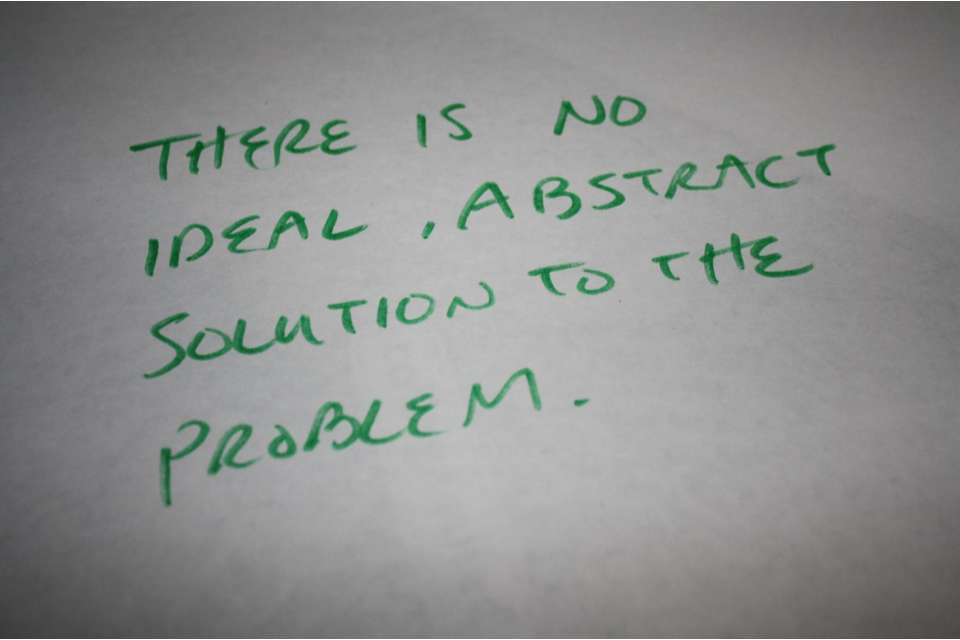 THERE IS NO
IDEAL, ABSTRACT
SOLUTION TO THE
PROBLEM.